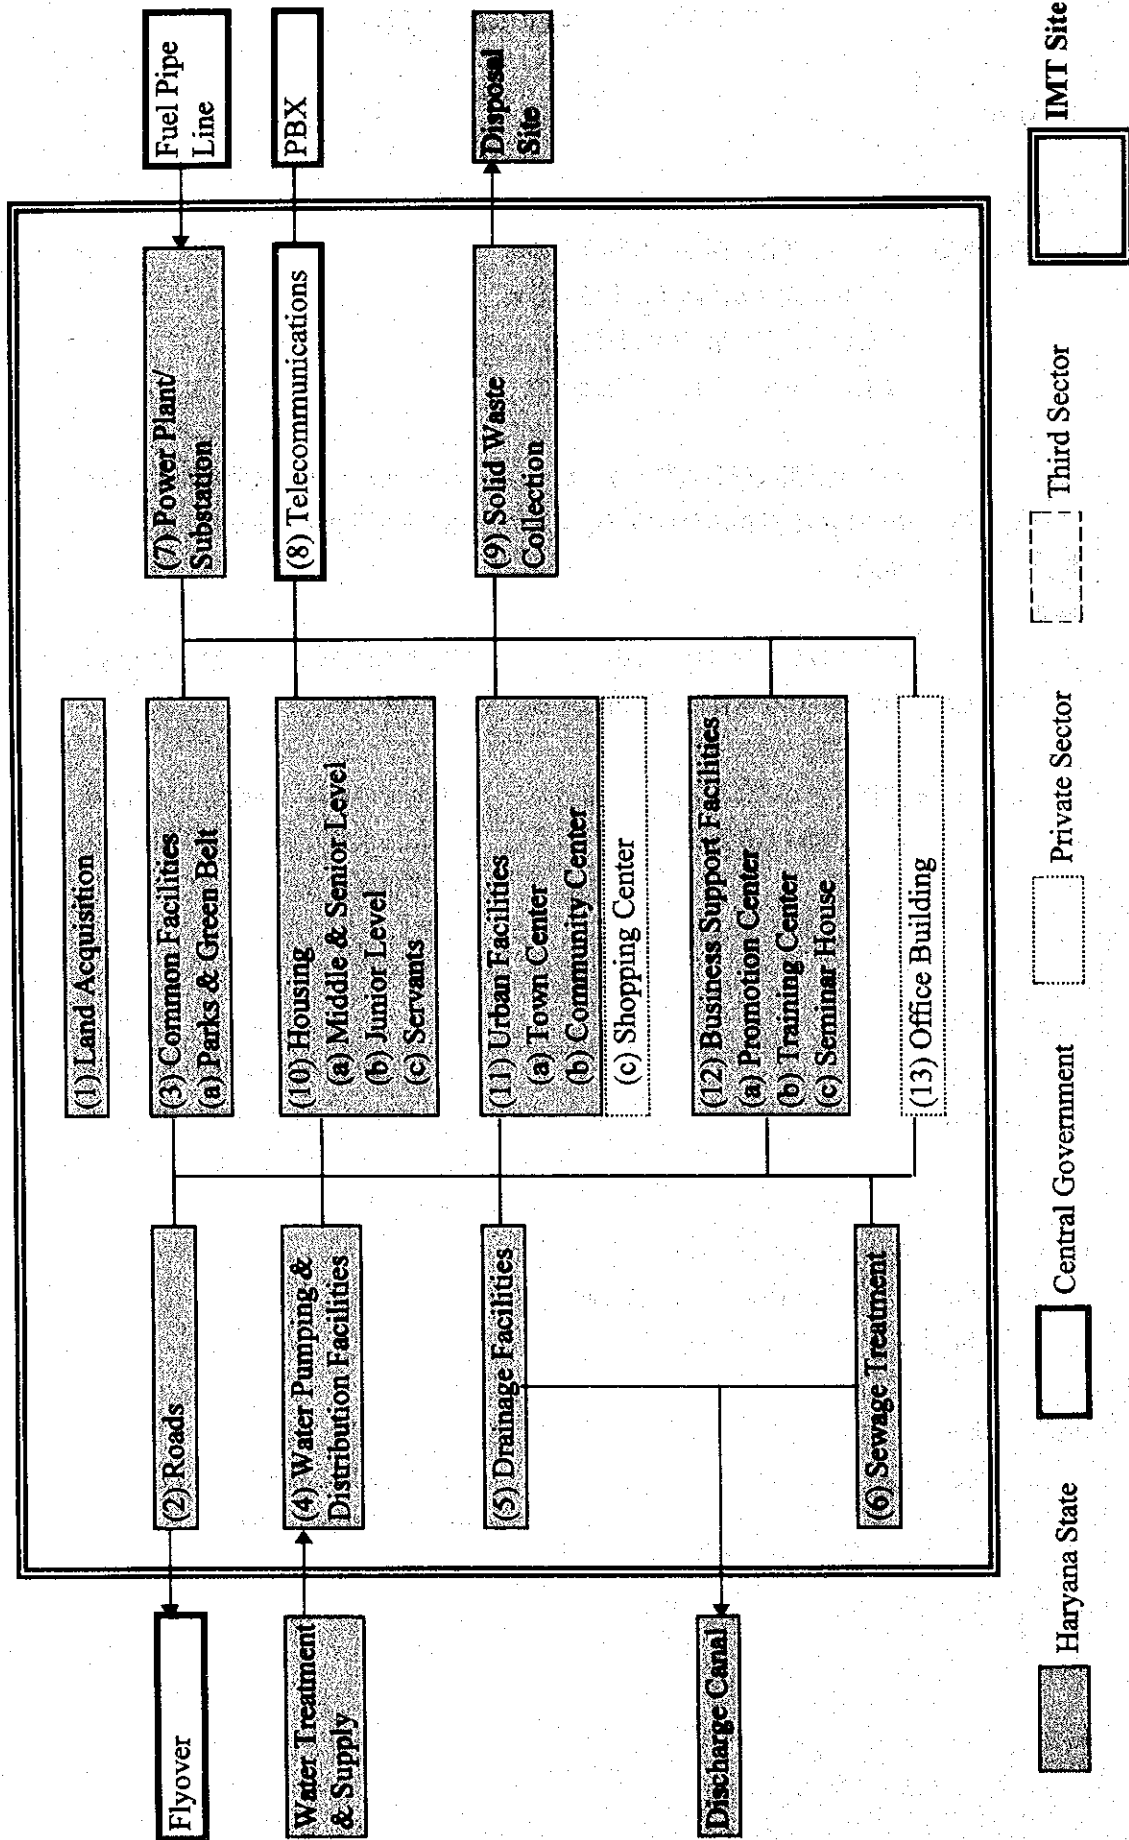 (1) Land Acquisition
Flyover
(2) Roads
(3) Common Facilities
(a) Parks & Green Belt
(7) Power Plant/
Substation
Fuel Pipe
Line
Water Treatment
& Supply
(4) Water Pumping &
Distribution Facilities
(10) Housing
(a) Middle & Senior Level
(b) Junior Level
(c) Servants
(8) Telecommunications
PBX
(5) Drainage Facilities
(11) Urban Facilities
(a) Town Center
(b) Community Center
(c) Shopping Center
(9) Solid Waste
Collection
Disposal
Site
Discharge Canal
(12) Business Support Facilities
(a) Promotion Center
(b) Training Center
(c) Seminar House
(6) Sewage Treatment
(13) Office Building
Haryana State
Central Government
Private Sector
Third Sector
IMT Site